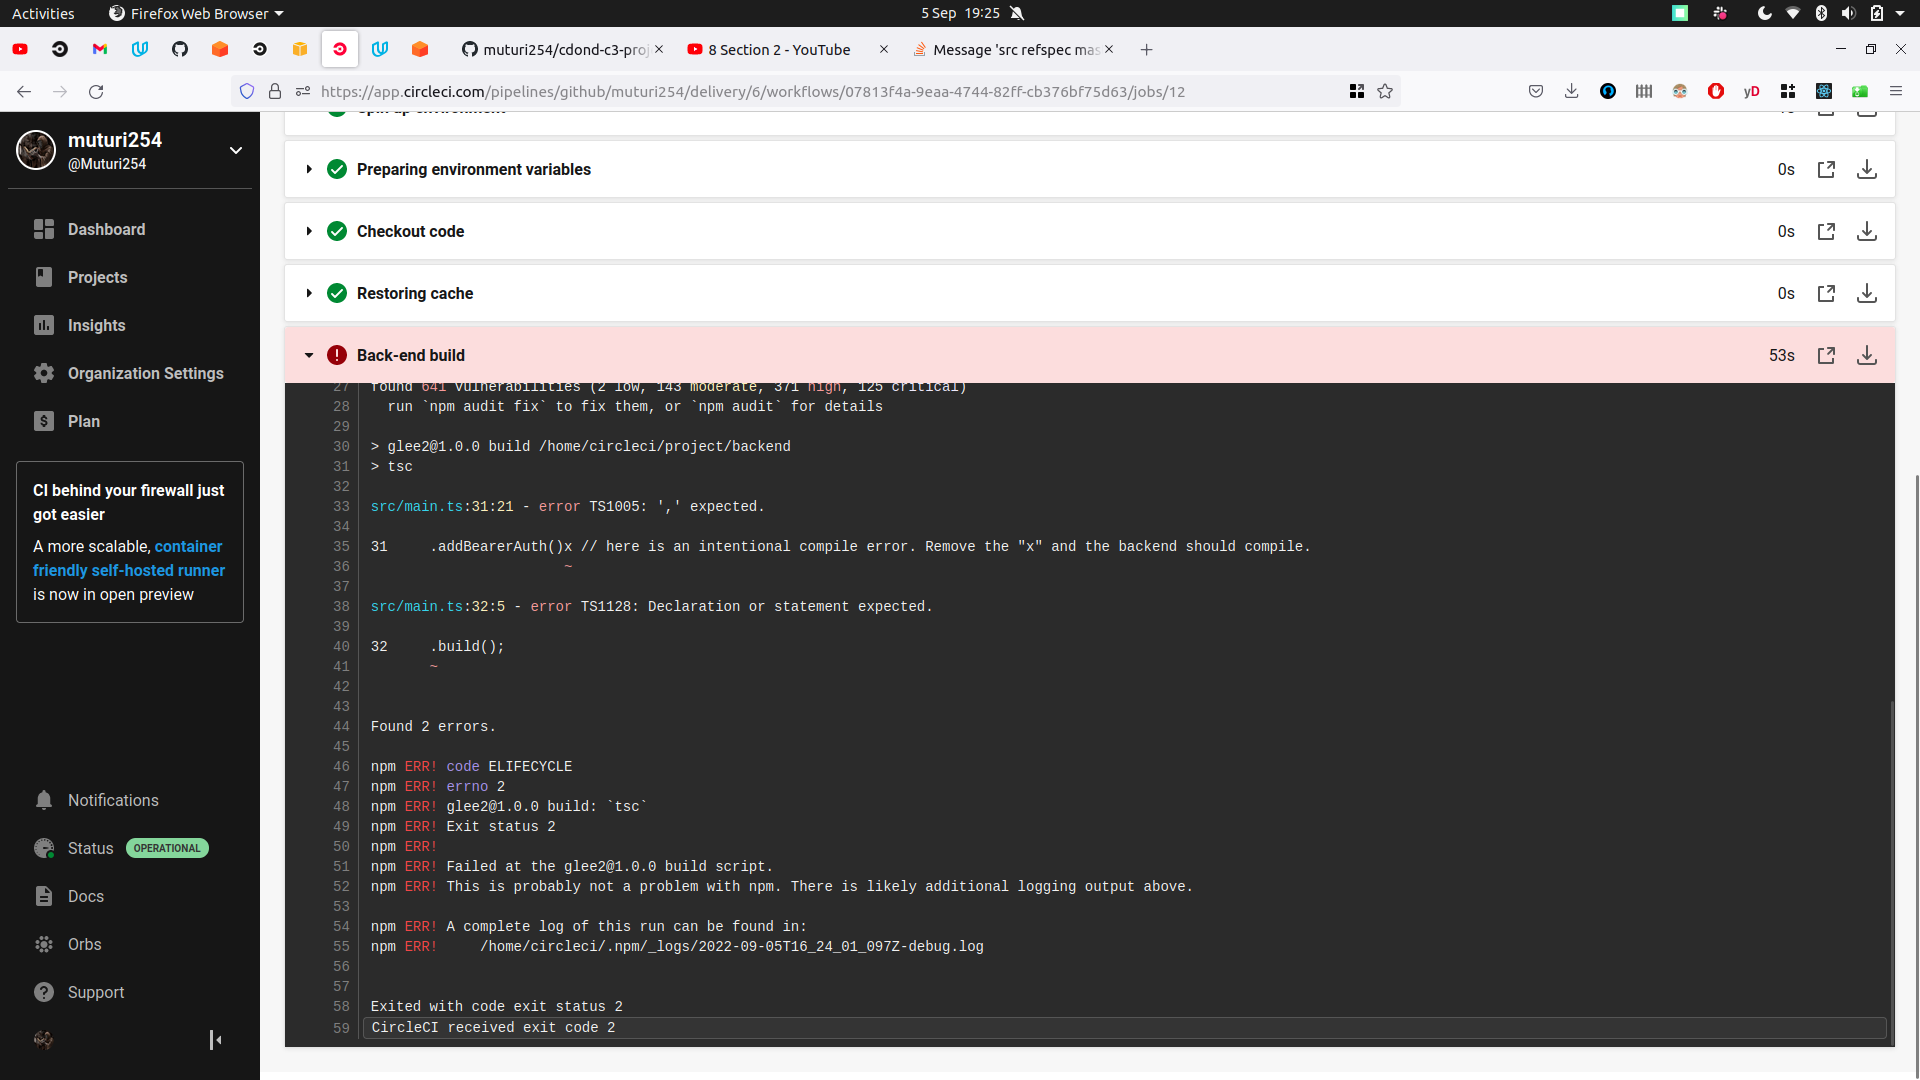 Activities
Firefox Web Browser
5 Sep 19:25
muturi254/cdond-c3-proj
8 Section 2 - YouTube
Message 'src refspec mas
https://app.circleci.com/pipelines/github/muturi254/delivery/6/workflows/07813f4a-9eaa-4744-82ff-cb376bf75d63/jobs/12
yD
muturi254
@Muturi254
Dashboard
Projects
Insights
Organization Settings
Plan
CI behind your firewall just
got easier
A more scalable, container
friendly self-hosted runner
is now in open preview
Notifications
Status OPERATIONAL
Docs
Orbs
Support
Spin up environment
Preparing environment variables 0s
Checkout code 0s
Restoring cache 0s
Back-end build 53s
27 found 641 vulnerabilities (2 low, 143 moderate, 371 high, 125 critical)
28 run `npm audit fix` to fix them, or `npm audit` for details
29
30 > glee2@1.0.0 build /home/circleci/project/backend
31 > tsc
32
33 src/main.ts:31:21 - error TS1005: ',' expected.
34
35 31 .addBearerAuth()x // here is an intentional compile error. Remove the "x" and the backend should compile.
36 ~
37
38 src/main.ts:32:5 - error TS1128: Declaration or statement expected.
39
40 32 .build();
41 ~
42
43
44 Found 2 errors.
45
46 npm ERR! code ELIFECYCLE
47 npm ERR! errno 2
48 npm ERR! glee2@1.0.0 build: `tsc`
49 npm ERR! Exit status 2
50 npm ERR!
51 npm ERR! Failed at the glee2@1.0.0 build script.
52 npm ERR! This is probably not a problem with npm. There is likely additional logging output above.
53
54 npm ERR! A complete log of this run can be found in:
55 npm ERR! /home/circleci/.npm/_logs/2022-09-05T16_24_01_097Z-debug.log
56
57
58 Exited with code exit status 2
59 CircleCI received exit code 2